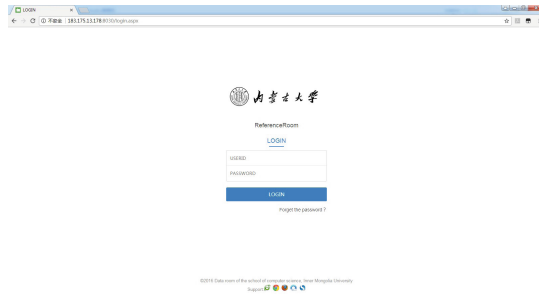 LOGIN
不安全 | 183.175.13.178:8030/login.aspx
内蒙古大学
ReferenceRoom
LOGIN
USERID
PASSWORD
LOGIN
Forget the password ?
©2016 Data room of the school of computer science, Inner Mongolia University
Support